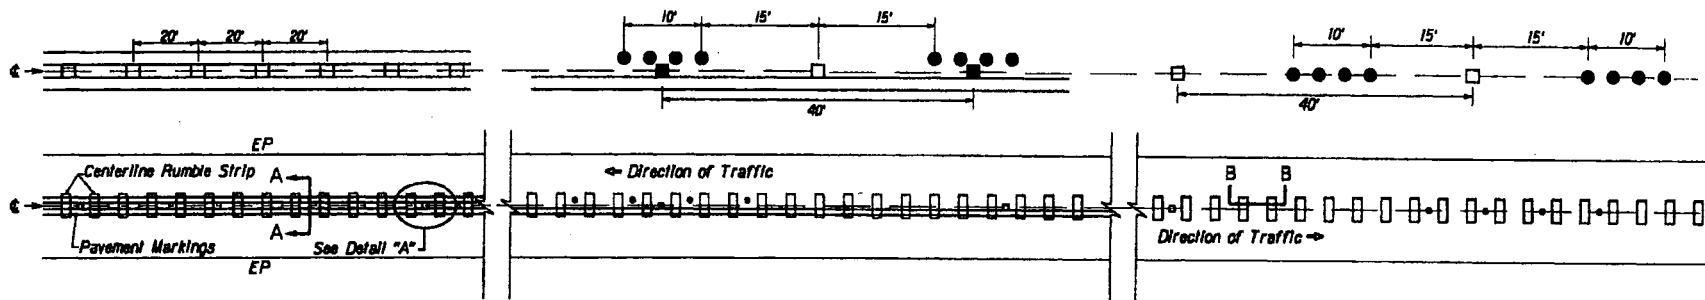 10' 15' 15'
20' 20' 20'
10' 15' 15' 10'
40'
40'
EP
Centerline Rumble Strip
A
Direction of Traffic
B B
A
Pavement Markings
See Detail "A"
Direction of Traffic
EP